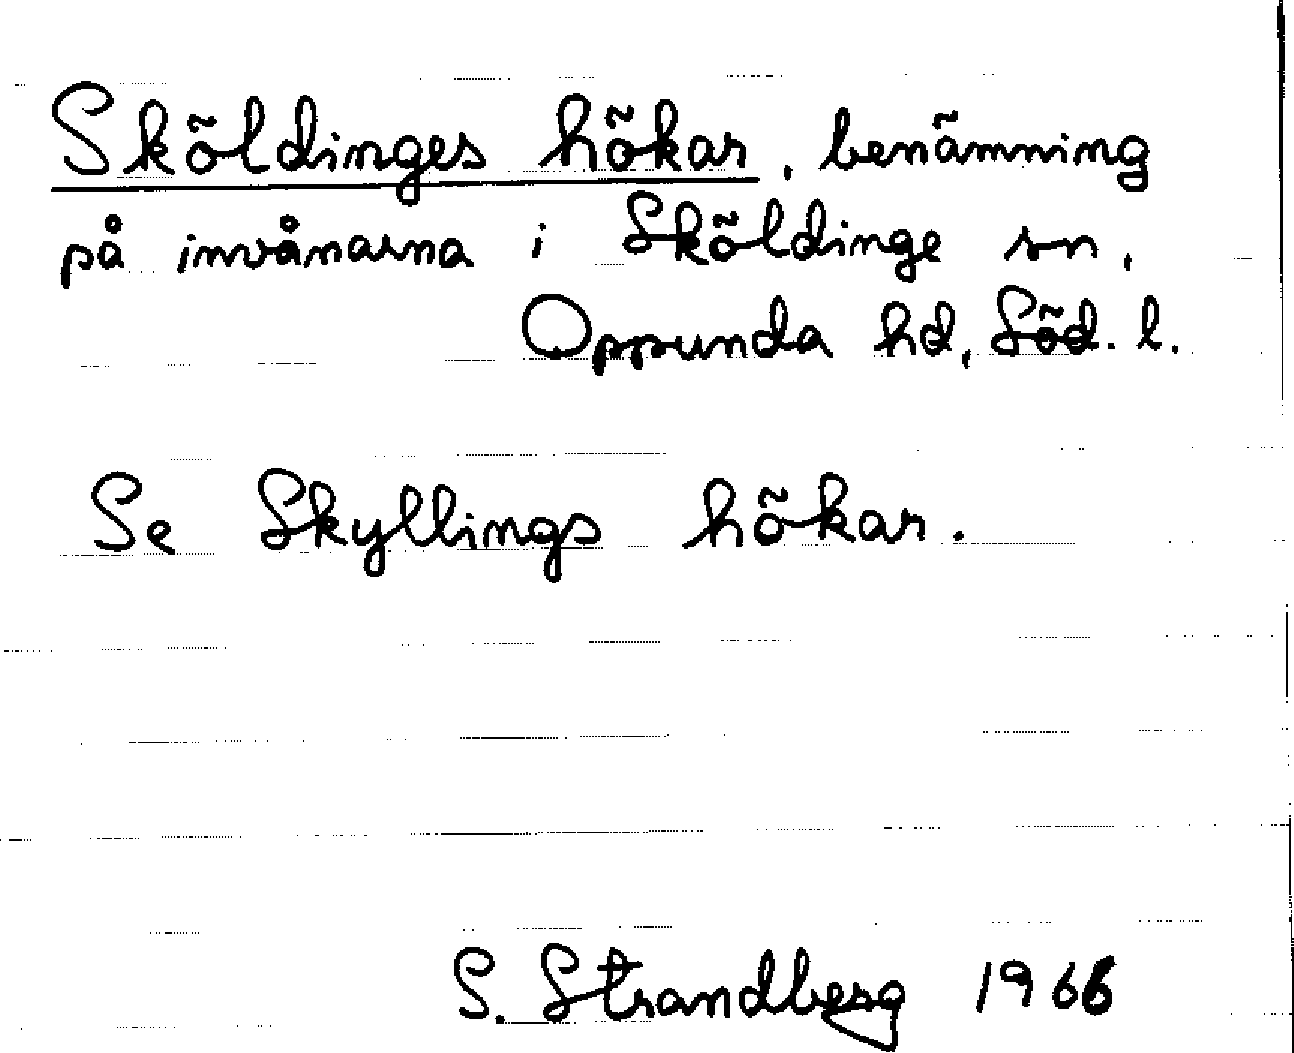 Sköldinges hökar, benämning
på invånarna i Sköldinge sn,
Oppunda hd, Söd. l.
Se Skyllings hökar.
S. Strandberg 1966